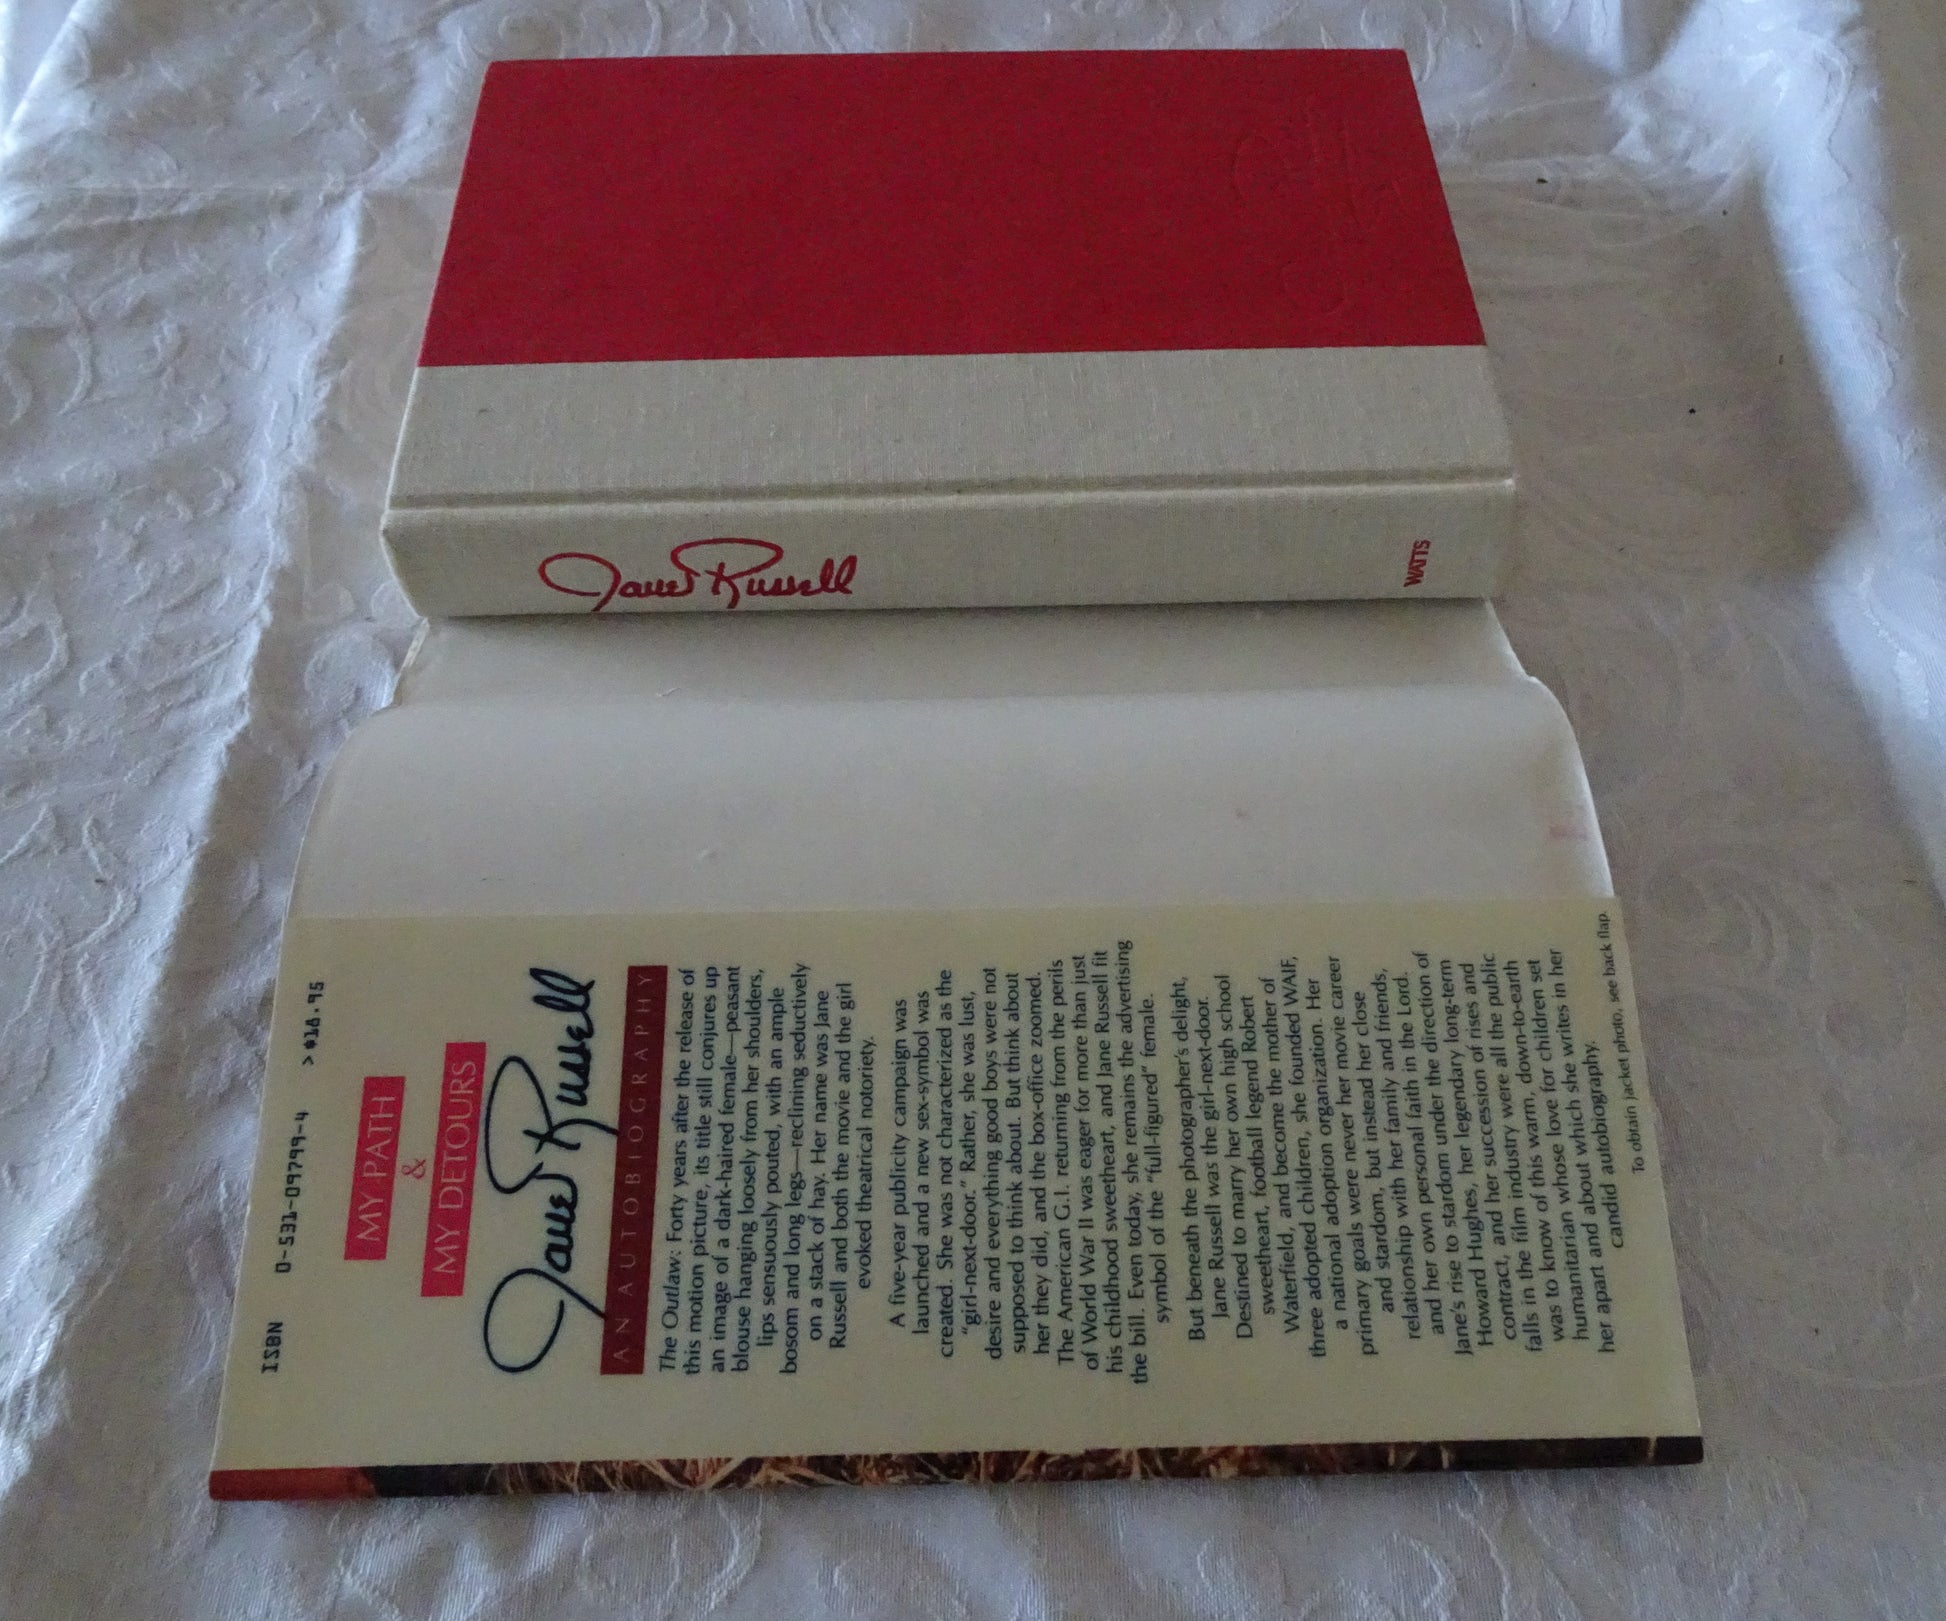 Jane Russell
WATTS
ISBN 0-531-09799-4 >$16.95
MY PATH
&
MY DETOURS
Jane Russell
AN AUTOBIOGRAPHY
The Outlaw: Forty years after the release of
this motion picture, its title still conjures up
an image of a dark-haired female—peasant
blouse hanging loosely from her shoulders,
lips sensuously pouted, with an ample
bosom and long legs—reclining seductively
on a stack of hay. Her name was Jane
Russell and both the movie and the girl
evoked theatrical notoriety.
A five-year publicity campaign was
launched and a new sex-symbol was
created. She was not characterized as the
"girl-next-door." Rather, she was lust,
desire and everything good boys were not
supposed to think about. But think about
her they did, and the box-office zoomed.
The American G.I. returning from the perils
of World War II was eager for more than just
his childhood sweetheart, and Jane Russell fit
the bill. Even today, she remains the advertising
symbol of the "full-figured" female.
But beneath the photographer's delight,
Jane Russell was the girl-next-door.
Destined to marry her own high school
sweetheart, football legend Robert
Waterfield, and become the mother of
three adopted children, she founded WAIF,
a national adoption organization. Her
primary goals were never her movie career
and stardom, but instead her close
relationship with her family and friends,
and her own personal faith in the Lord.
Jane's rise to stardom under the direction of
Howard Hughes, her legendary long-term
contract, and her succession of rises and
falls in the film industry were all the public
was to know of this warm, down-to-earth
humanitarian whose love for children set
her apart and about which she writes in her
candid autobiography.
To obtain Jacket photo, see back flap.